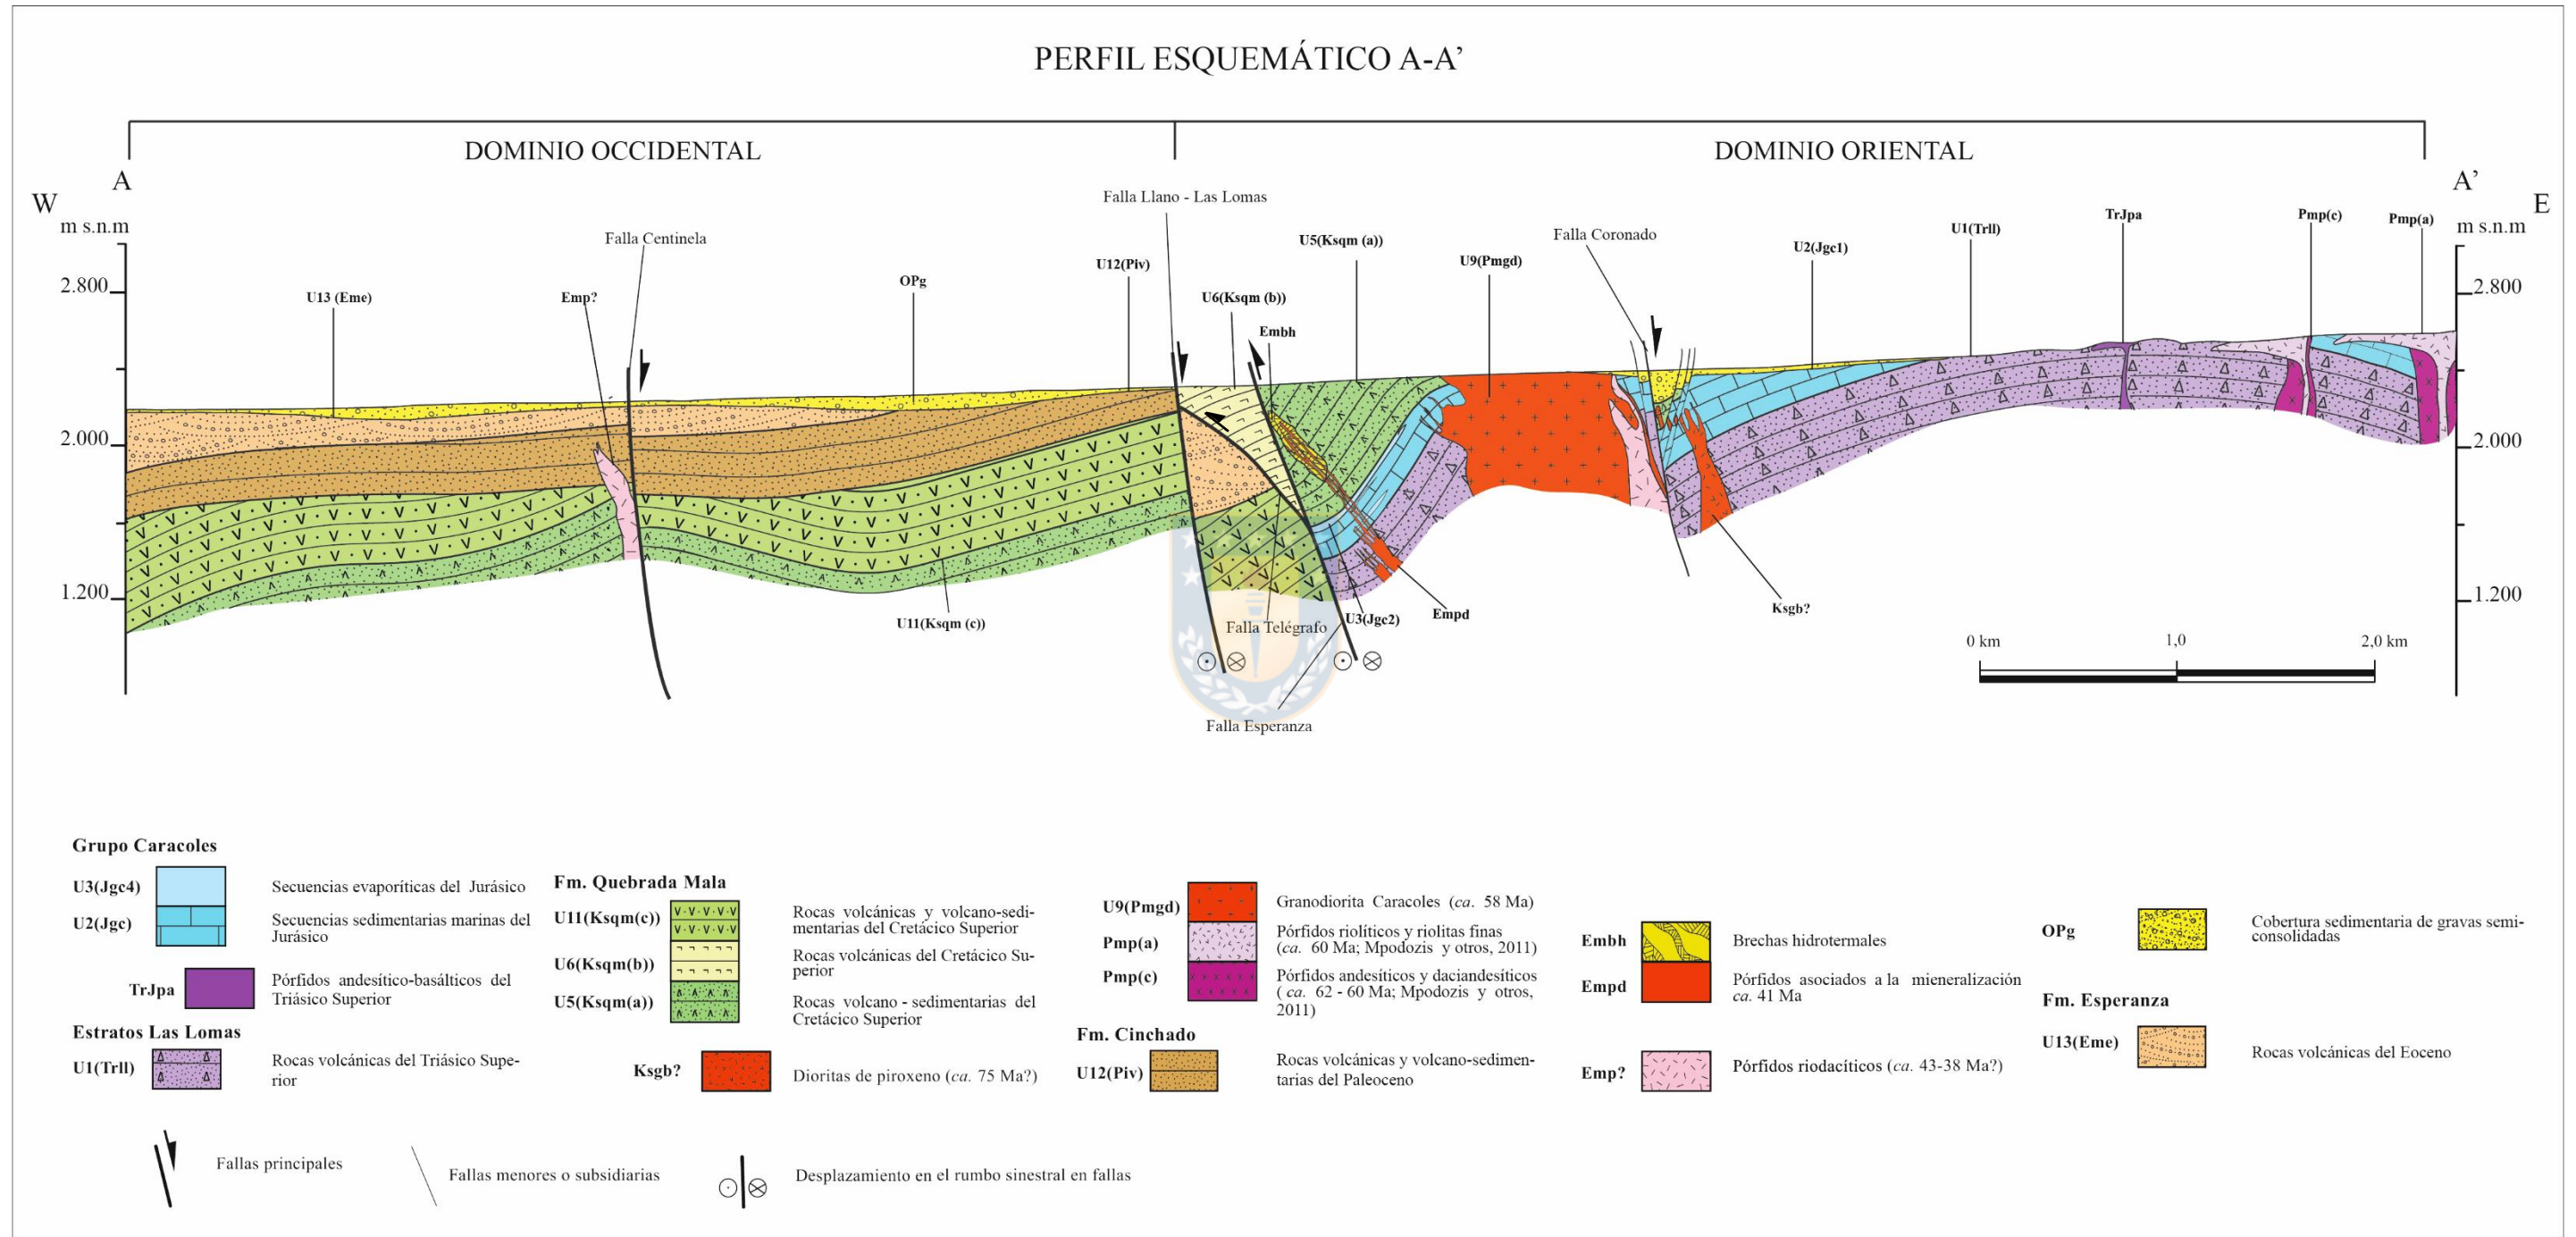 PERFIL ESQUEMÁTICO A-A’
DOMINIO OCCIDENTAL
DOMINIO ORIENTAL
A
A’
W
E
m s.n.m
m s.n.m
Falla Llano - Las Lomas
Falla Centinela
Falla Coronado
U13 (Eme)
Emp?
OPg
U12(Piv)
U6(Ksqm (b))
Embh
U5(Ksqm (a))
U9(Pmgd)
U2(Jgc1)
U1(Trll)
TrJpa
Pmp(c)
Pmp(a)
2.800
2.800
2.000
2.000
1.200
1.200
U11(Ksqm (c))
Falla Telégrafo
U3(Jgc2)
Empd
Ksgb?
Falla Esperanza
0 km
1,0
2,0 km
Grupo Caracoles
U3(Jgc4)
Secuencias evaporíticas del Jurásico
U2(Jgc)
Secuencias sedimentarias marinas del
Jurásico
TrJpa
Pórfidos andesítico-basálticos del
Triásico Superior
Estratos Las Lomas
U1(Trll)
Rocas volcánicas del Triásico Supe-
rior
Fm. Quebrada Mala
U11(Ksqm(c))
Rocas volcánicas y volcano-sedi-
mentarias del Cretácico Superior
U6(Ksqm(b))
Rocas volcánicas del Cretácico Su-
perior
U5(Ksqm(a))
Rocas volcano - sedimentarias del
Cretácico Superior
Ksgb?
Dioritas de piroxeno (ca. 75 Ma?)
U9(Pmgd)
Granodiorita Caracoles (ca. 58 Ma)
Pmp(a)
Pórfidos riolíticos y riolitas finas
(ca. 60 Ma; Mpodozis y otros, 2011)
Pmp(c)
Pórfidos andesíticos y daciandesíticos
( ca. 62 - 60 Ma; Mpodozis y otros,
2011)
Fm. Cinchado
U12(Piv)
Rocas volcánicas y volcano-sedimen-
tarias del Paleoceno
Embh
Brechas hidrotermales
Empd
Pórfidos asociados a la mieneralización
ca. 41 Ma
Emp?
Pórfidos riodacíticos (ca. 43-38 Ma?)
OPg
Cobertura sedimentaria de gravas semi-
consolidadas
Fm. Esperanza
U13(Eme)
Rocas volcánicas del Eoceno
Fallas principales
Fallas menores o subsidiarias
Desplazamiento en el rumbo sinestral en fallas